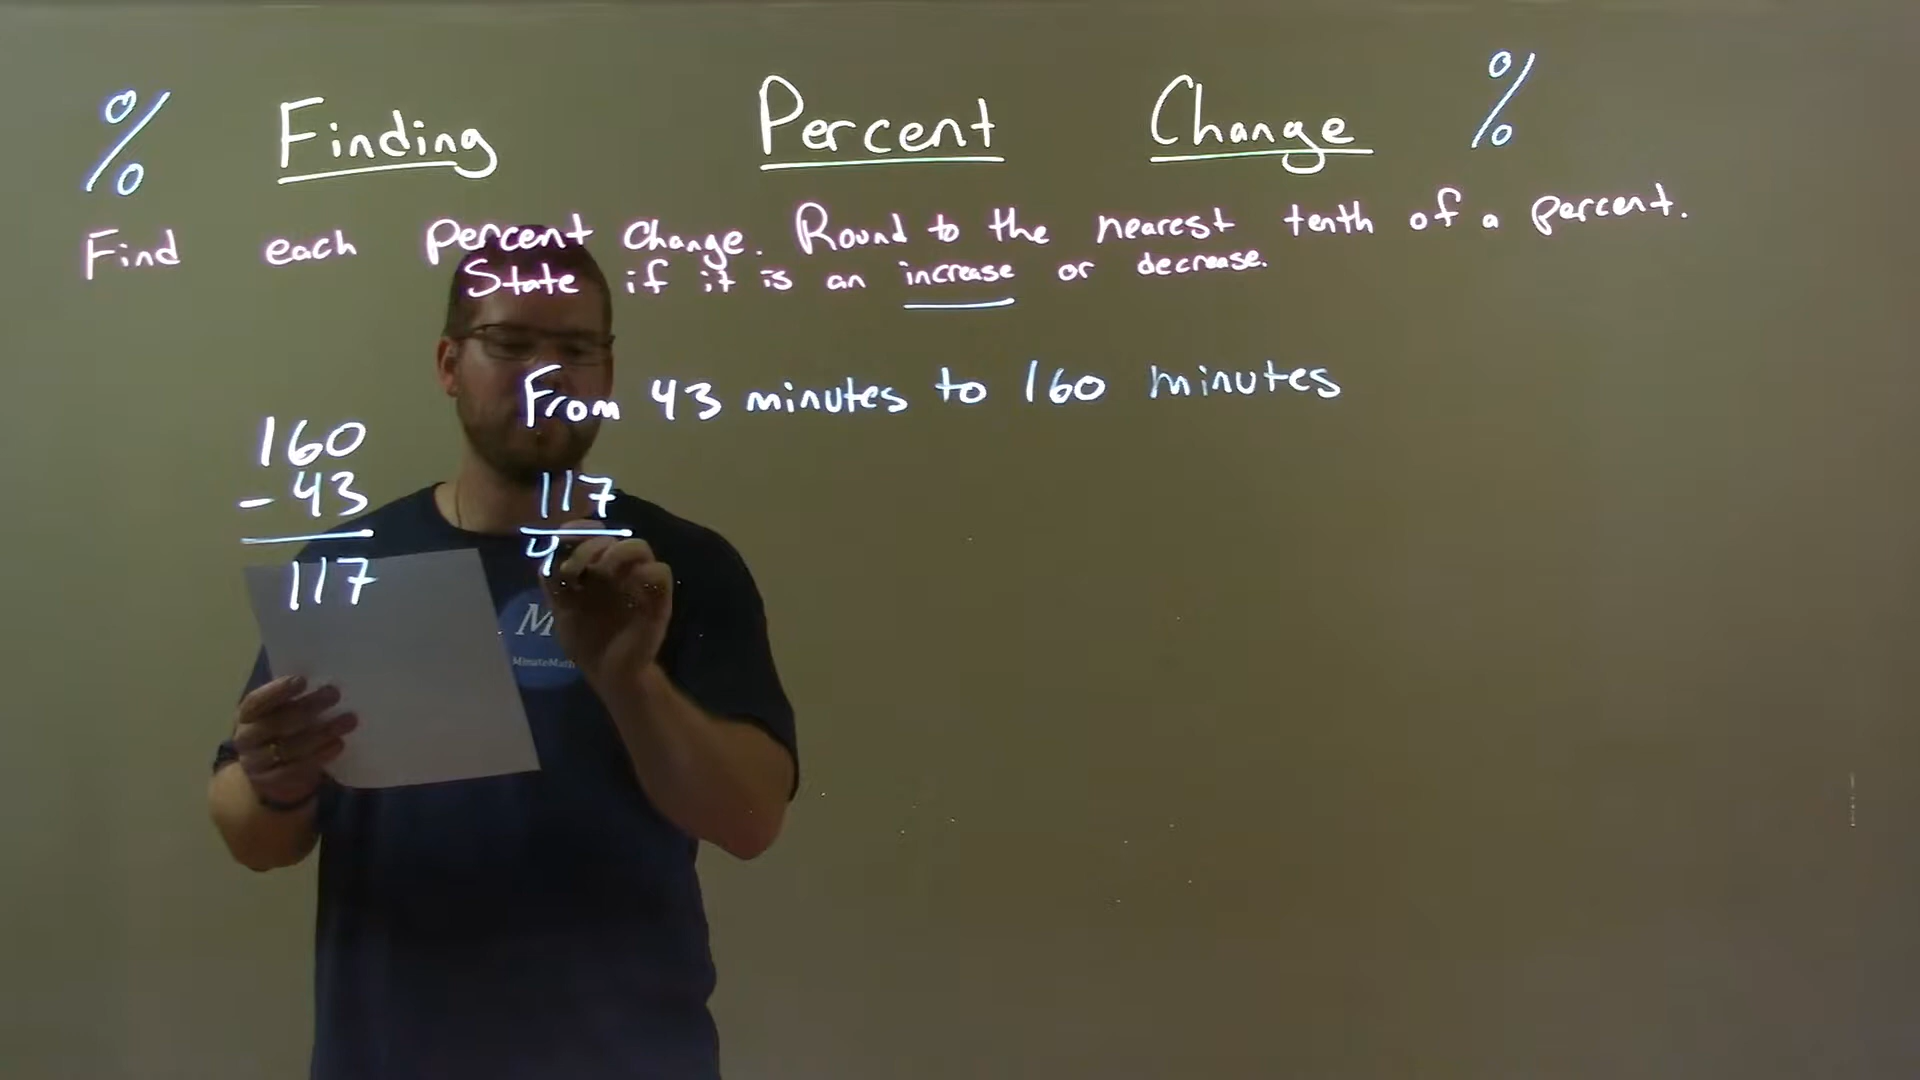 % Finding Percent Change %
Find each percent change. Round to the nearest tenth of a percent.
State if it is an increase or decrease.
From 43 minutes to 160 minutes
160
- 43
117
117
4
M
MinuteMath